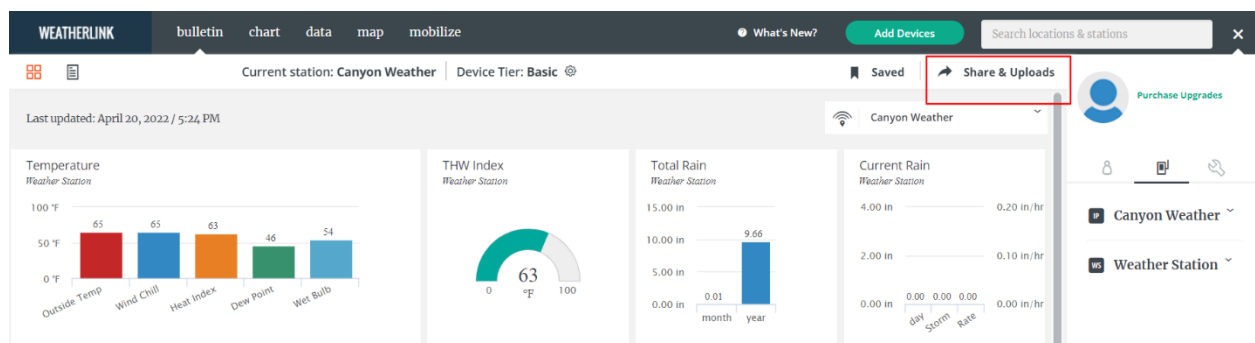 WEATHERLINK bulletin chart data map mobilize What's New? Add Devices Search locations & stations
Current station: Canyon Weather Device Tier: Basic Saved Share & Uploads
Purchase Upgrades
Last updated: April 20, 2022 / 5:24 PM Canyon Weather
Temperature
Weather Station
100 °F
50 °F
0 °F
65 65 63 46 54
Outside Temp Wind Chill Heat Index Dew Point Wet Bulb
THW Index
Weather Station
63
0 °F 100
Total Rain
Weather Station
15.00 in
10.00 in
5.00 in
0.00 in
0.01 9.66
month year
Current Rain
Weather Station
4.00 in 0.20 in/hr
2.00 in 0.10 in/hr
0.00 in 0.00 0.00 0.00 0.00 in/hr
day Storm Rate
IP Canyon Weather
WS Weather Station